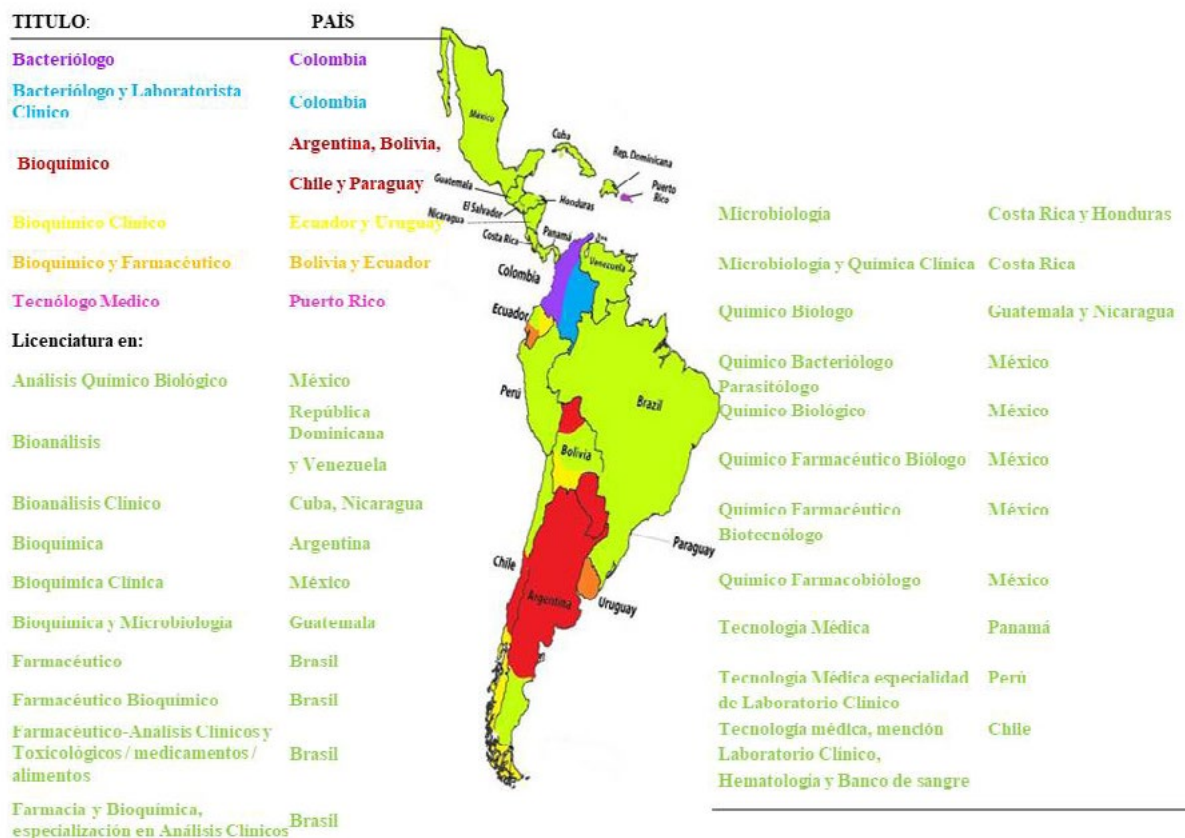 TITULO: PAÍS
Bacteriólogo Colombia
Bacteriólogo y Laboratorista
Clínico Colombia
Bioquímico Argentina, Bolivia,
Chile y Paraguay
Bioquímico Clínico Ecuador y Uruguay
Bioquímico y Farmacéutico Bolivia y Ecuador
Tecnólogo Medico Puerto Rico
Licenciatura en:
Análisis Químico Biológico México
Bioanálisis República
Dominicana
y Venezuela
Bioanálisis Clínico Cuba, Nicaragua
Bioquímica Argentina
Bioquímica Clínica México
Bioquímica y Microbiología Guatemala
Farmacéutico Brasil
Farmacéutico Bioquímico Brasil
Farmacéutico-Análisis Clínicos y
Toxicológicos / medicamentos /
alimentos Brasil
Farmacia y Bioquímica,
especialización en Análisis Clínicos Brasil
México
Cuba
Rep. Dominicana
Puerto
Rico
Guatemala
Honduras
El Salvador
Nicaragua
Panamá
Costa Rica
Venezuela
Colombia
Ecuador
Perú
Brazil
Bolivia
Paraguay
Chile
Argentina
Uruguay
Microbiología Costa Rica y Honduras
Microbiología y Química Clínica Costa Rica
Químico Biólogo Guatemala y Nicaragua
Químico Bacteriólogo México
Parasitólogo
Químico Biológico México
Químico Farmacéutico Biólogo México
Químico Farmacéutico México
Biotecnólogo
Químico Farmacobiólogo México
Tecnología Médica Panamá
Tecnología Médica especialidad Perú
de Laboratorio Clínico
Tecnología médica, mención Chile
Laboratorio Clínico,
Hematología y Banco de sangre